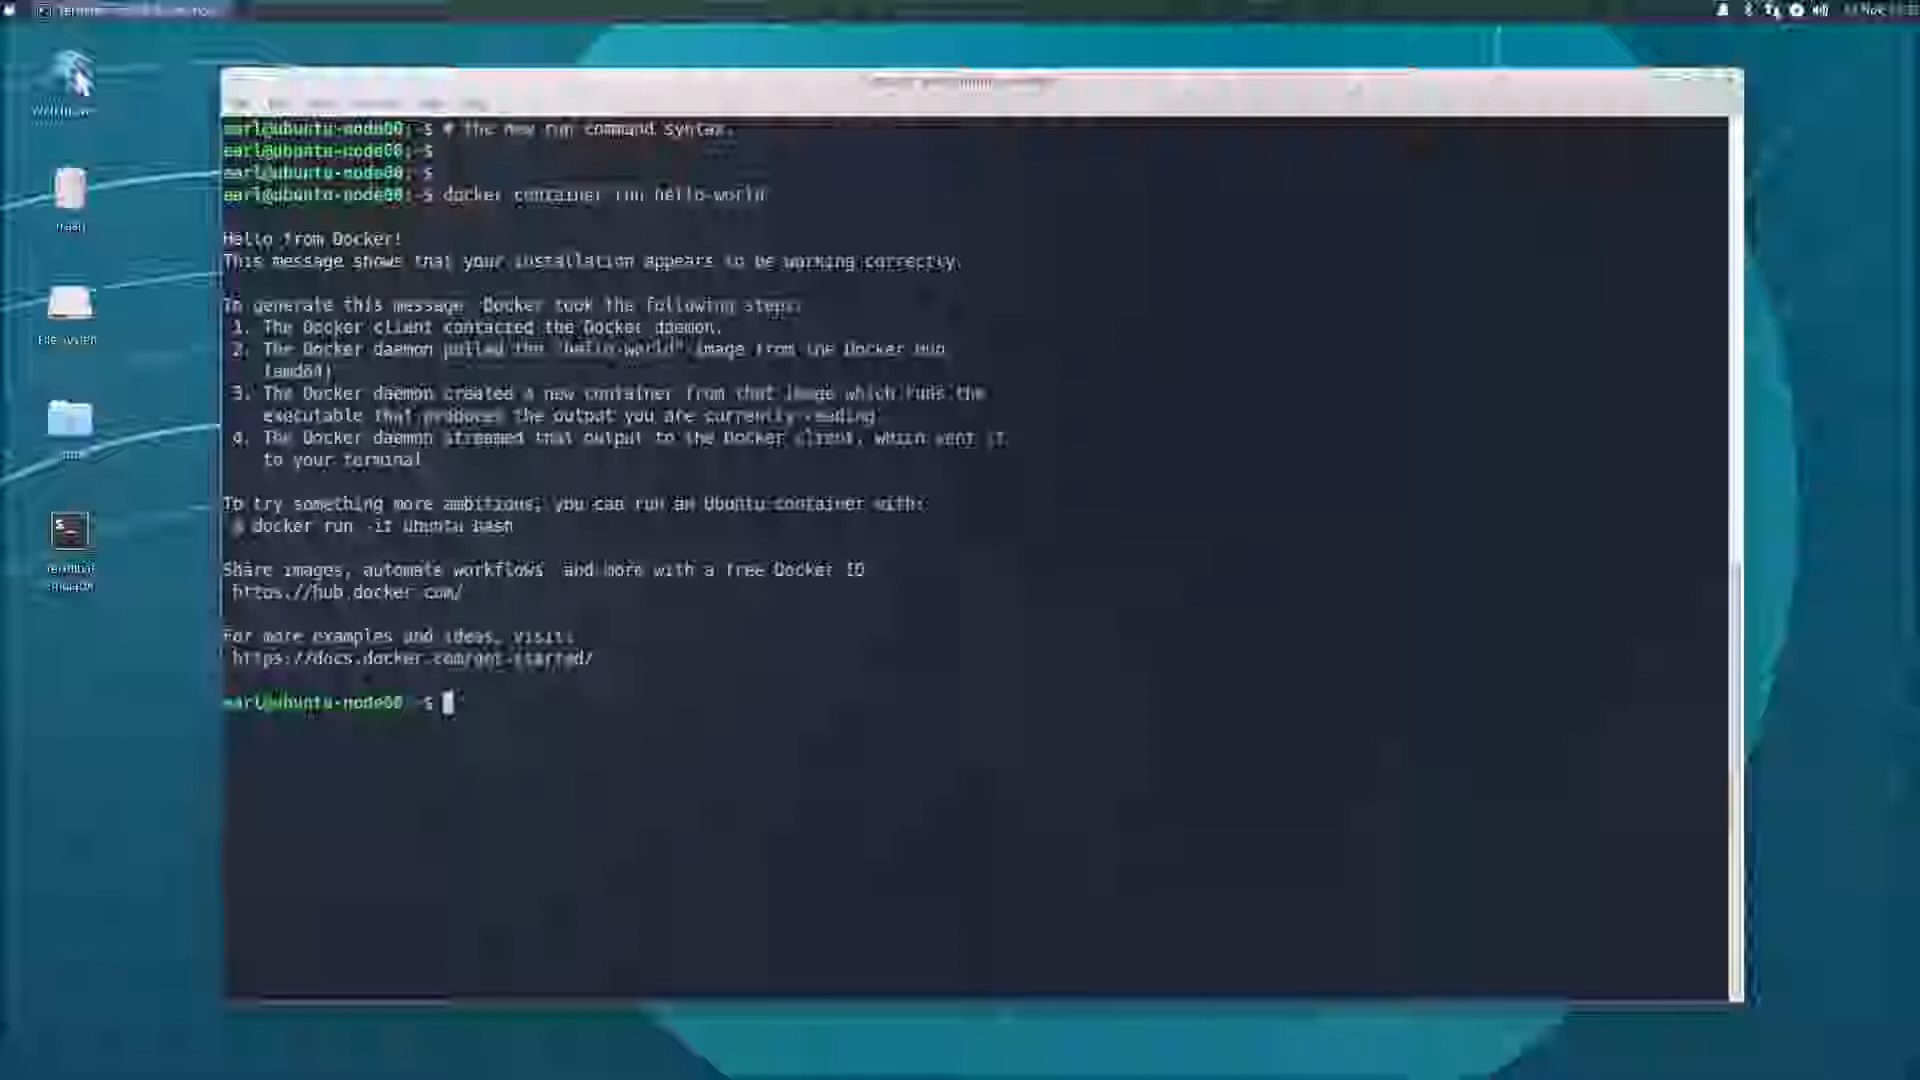 earl@ubuntu-node00:~$ # the new run command syntax.
earl@ubuntu-node00:~$
earl@ubuntu-node00:~$
earl@ubuntu-node00:~$ docker container run hello-world
Hello from Docker!
This message shows that your installation appears to be working correctly.
To generate this message, Docker took the following steps:
1. The Docker client contacted the Docker daemon.
2. The Docker daemon pulled the "hello-world" image from the Docker Hub.
(amd64)
3. The Docker daemon created a new container from that image which runs the
executable that produces the output you are currently reading.
4. The Docker daemon streamed that output to the Docker client, which sent it
to your terminal.
To try something more ambitious, you can run an Ubuntu container with:
$ docker run -it ubuntu bash
Share images, automate workflows, and more with a free Docker ID:
https://hub.docker.com/
For more examples and ideas, visit:
https://docs.docker.com/get-started/
earl@ubuntu-node00:~$
Trash
File System
Terminal